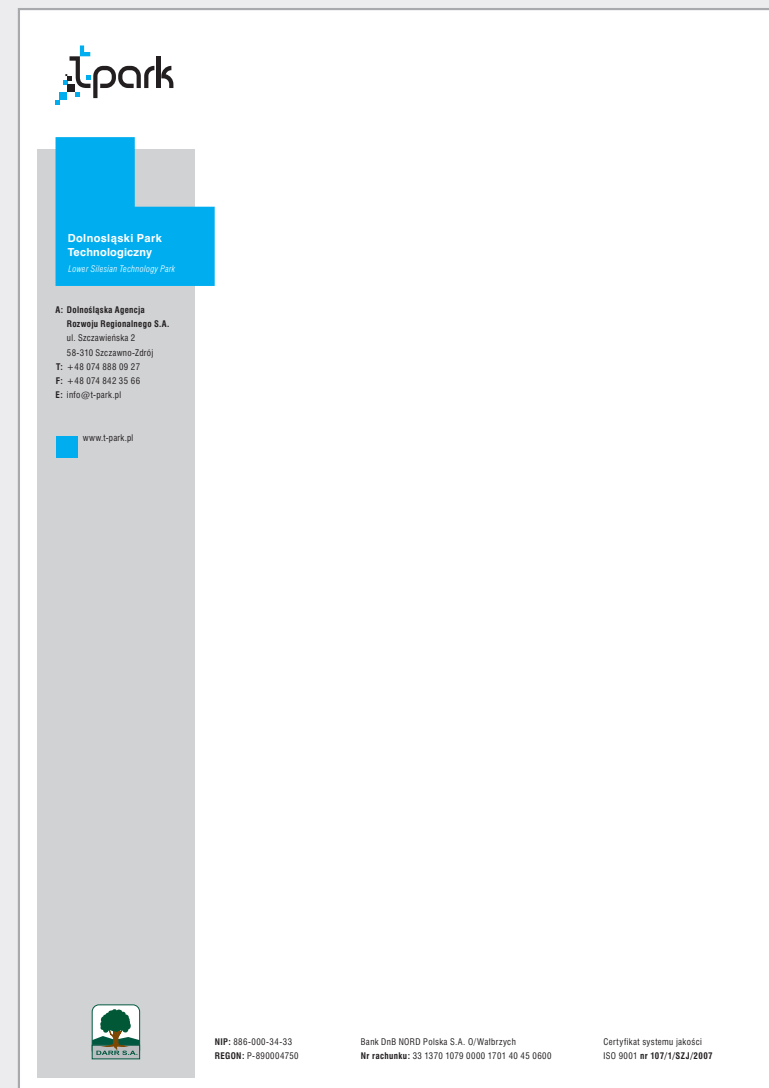 tpark
Dolnosląski Park
Technologiczny
Lower Silesian Technology Park
A: Dolnośląska Agencja
Rozwoju Regionalnego S.A.
ul. Szczawieńska 2
58-310 Szczawno-Zdrój
T: +48 074 888 09 27
F: +48 074 842 35 66
E: info@t-park.pl
www.t-park.pl
DARR S.A.
NIP: 886-000-34-33
REGON: P-890004750
Bank DnB NORD Polska S.A. O/Wałbrzych
Nr rachunku: 33 1370 1079 0000 1701 40 45 0600
Certyfikat systemu jakości
ISO 9001 nr 107/1/SZJ/2007